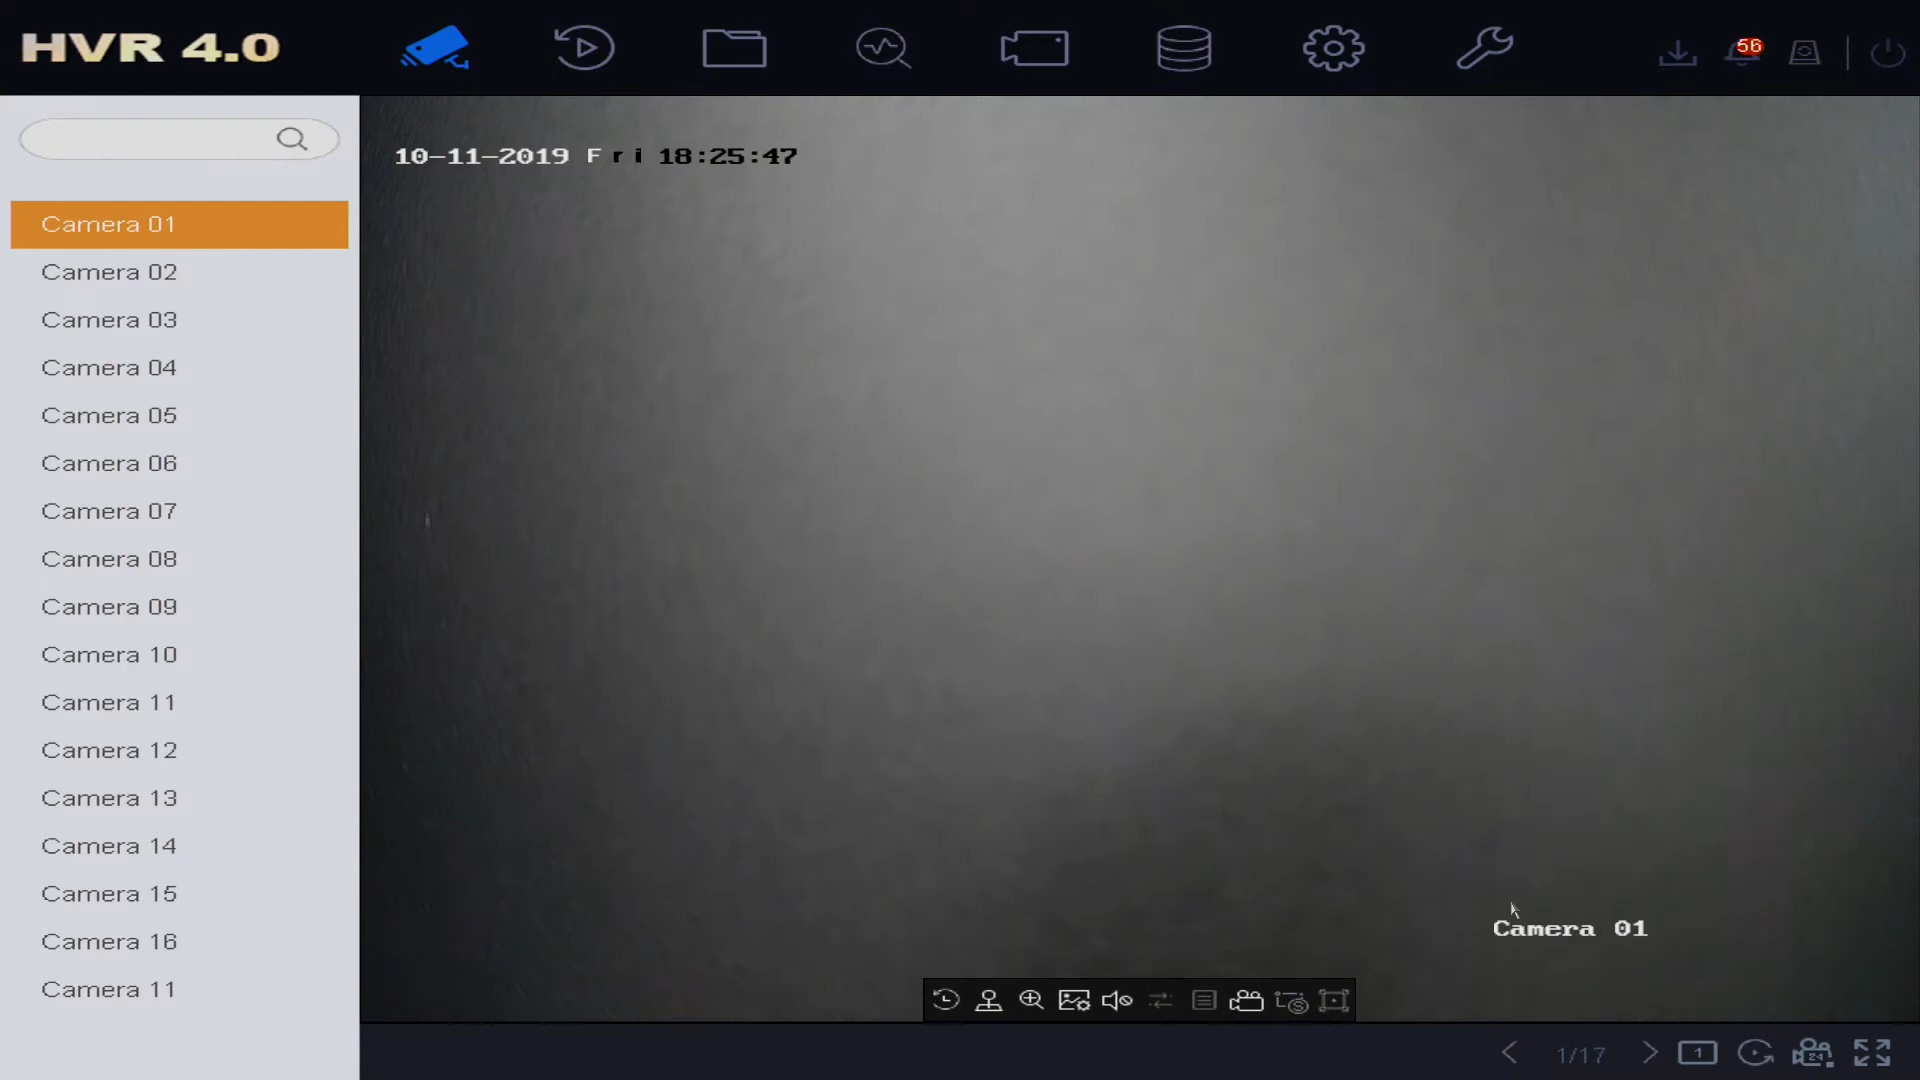 HVR 4.0
56
10-11-2019 Fri 18:25:47
Camera 01
Camera 02
Camera 03
Camera 04
Camera 05
Camera 06
Camera 07
Camera 08
Camera 09
Camera 10
Camera 11
Camera 12
Camera 13
Camera 14
Camera 15
Camera 16
Camera 11
Camera 01
1/17
1
24